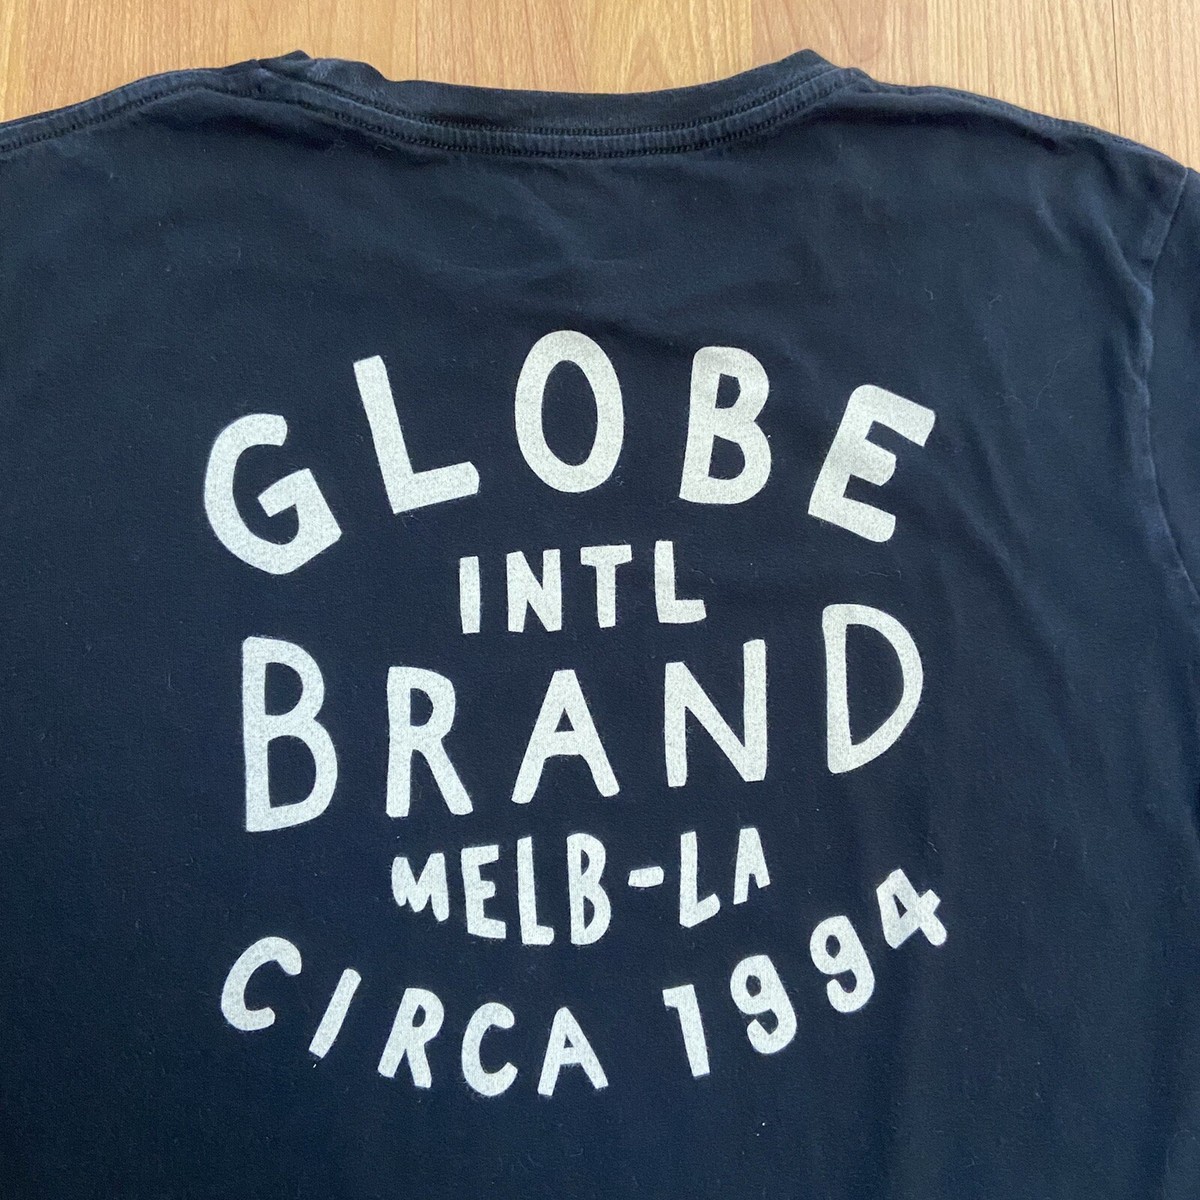 GLOBE
INTL
BRAND
MELB-LA
CIRCA 1994